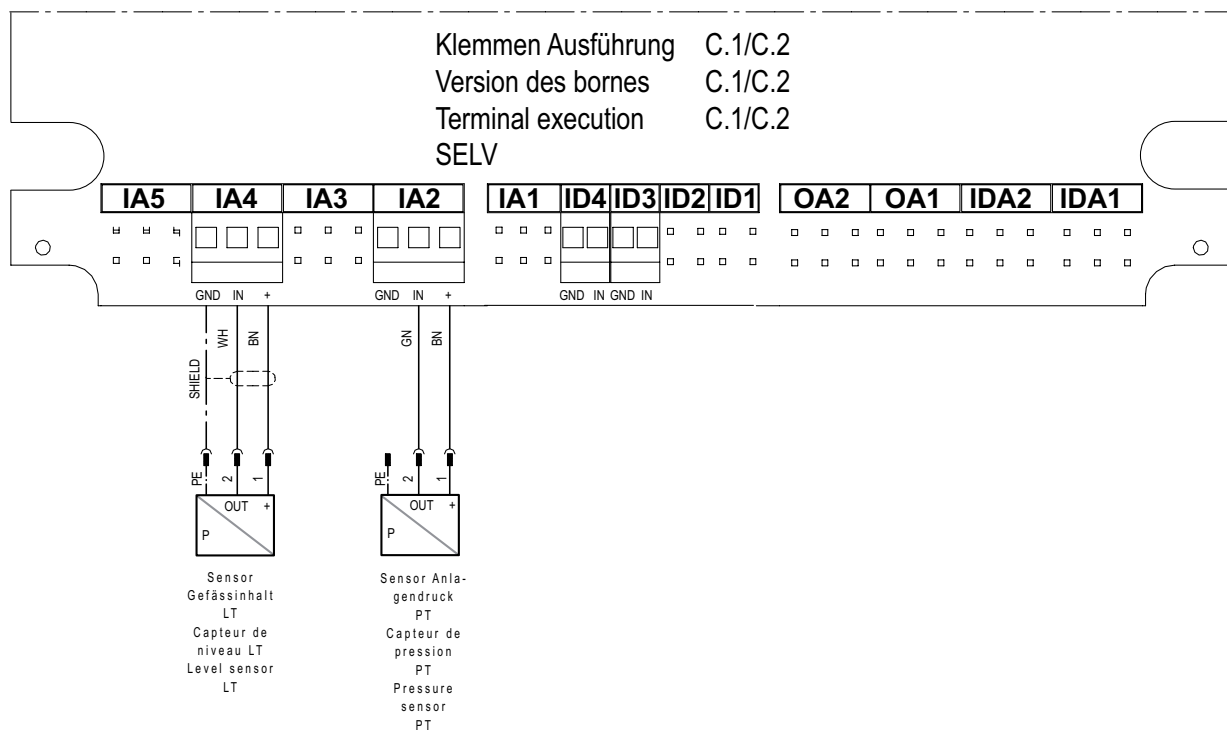 Klemmen Ausführung C.1/C.2
Version des bornes C.1/C.2
Terminal execution C.1/C.2
SELV
IA5 IA4 IA3 IA2 IA1 ID4 ID3 ID2 ID1 OA2 OA1 IDA2 IDA1
GND IN + GND IN + GND IN GND IN
SHIELD WH BN GN BN
PE 2 1 PE 2 1
OUT + OUT +
P P
Sensor
Gefässinhalt
LT
Capteur de
niveau LT
Level sensor
LT
Sensor Anla-
gendruck
PT
Capteur de
pression
PT
Pressure
sensor
PT